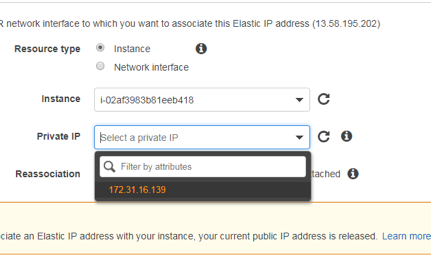 R network interface to which you want to associate this Elastic IP address (13.58.195.202)
Resource type
Instance
Network interface
Instance
i-02af3983b81eeb418
Private IP
Select a private IP
Filter by attributes
Reassociation
tached
172.31.16.139
ciate an Elastic IP address with your instance, your current public IP address is released. Learn more